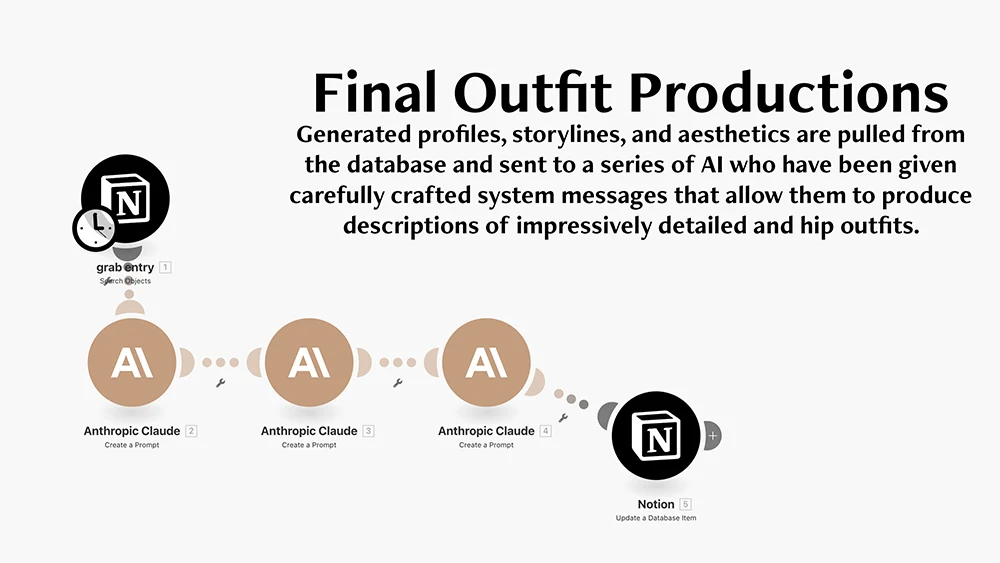 Final Outfit Productions
Generated profiles, storylines, and aesthetics are pulled from
the database and sent to a series of AI who have been given
carefully crafted system messages that allow them to produce
descriptions of impressively detailed and hip outfits.
N
grab entry 1
Search Objects
AI
Anthropic Claude 2
Create a Prompt
AI
Anthropic Claude 3
Create a Prompt
AI
Anthropic Claude 4
Create a Prompt
N
+
Notion 5
Update a Database Item